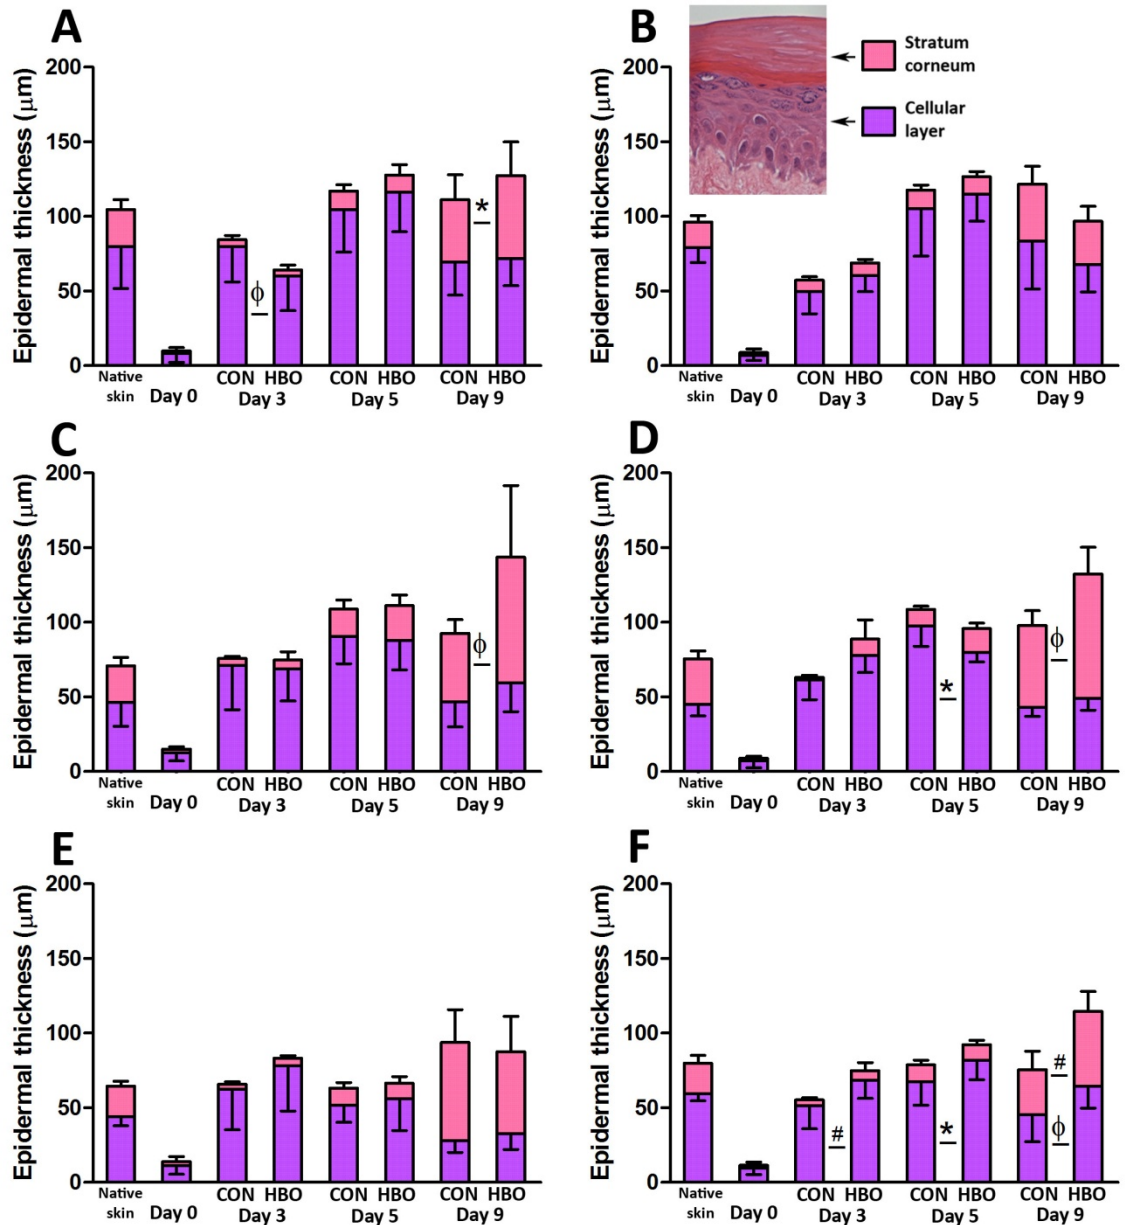 A
Epidermal thickness (μm)
200
150
100
50
0
ϕ
*
Native
skin
Day 0
CON HBO
Day 3
CON HBO
Day 5
CON HBO
Day 9
B
Stratum
corneum
Cellular
layer
Epidermal thickness (μm)
200
150
100
50
0
Native
skin
Day 0
CON HBO
Day 3
CON HBO
Day 5
CON HBO
Day 9
C
Epidermal thickness (μm)
200
150
100
50
0
ϕ
Native
skin
Day 0
CON HBO
Day 3
CON HBO
Day 5
CON HBO
Day 9
D
Epidermal thickness (μm)
200
150
100
50
0
*
ϕ
Native
skin
Day 0
CON HBO
Day 3
CON HBO
Day 5
CON HBO
Day 9
E
Epidermal thickness (μm)
200
150
100
50
0
Native
skin
Day 0
CON HBO
Day 3
CON HBO
Day 5
CON HBO
Day 9
F
Epidermal thickness (μm)
200
150
100
50
0
#
*
#
ϕ
Native
skin
Day 0
CON HBO
Day 3
CON HBO
Day 5
CON HBO
Day 9